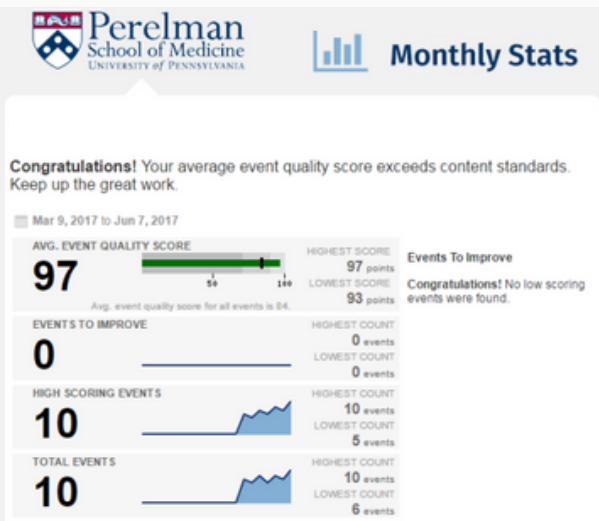 Perelman
School of Medicine
UNIVERSITY of PENNSYLVANIA
Monthly Stats
Congratulations! Your average event quality score exceeds content standards.
Keep up the great work.
Mar 9, 2017 to Jun 7, 2017
AVG. EVENT QUALITY SCORE
97
50
100
Avg. event quality score for all events is 84.
HIGHEST SCORE
97 points
LOWEST SCORE
93 points
Events To Improve
Congratulations! No low scoring
events were found.
EVENTS TO IMPROVE
0
HIGHEST COUNT
0 events
LOWEST COUNT
0 events
HIGH SCORING EVENTS
10
HIGHEST COUNT
10 events
LOWEST COUNT
5 events
TOTAL EVENTS
10
HIGHEST COUNT
10 events
LOWEST COUNT
6 events